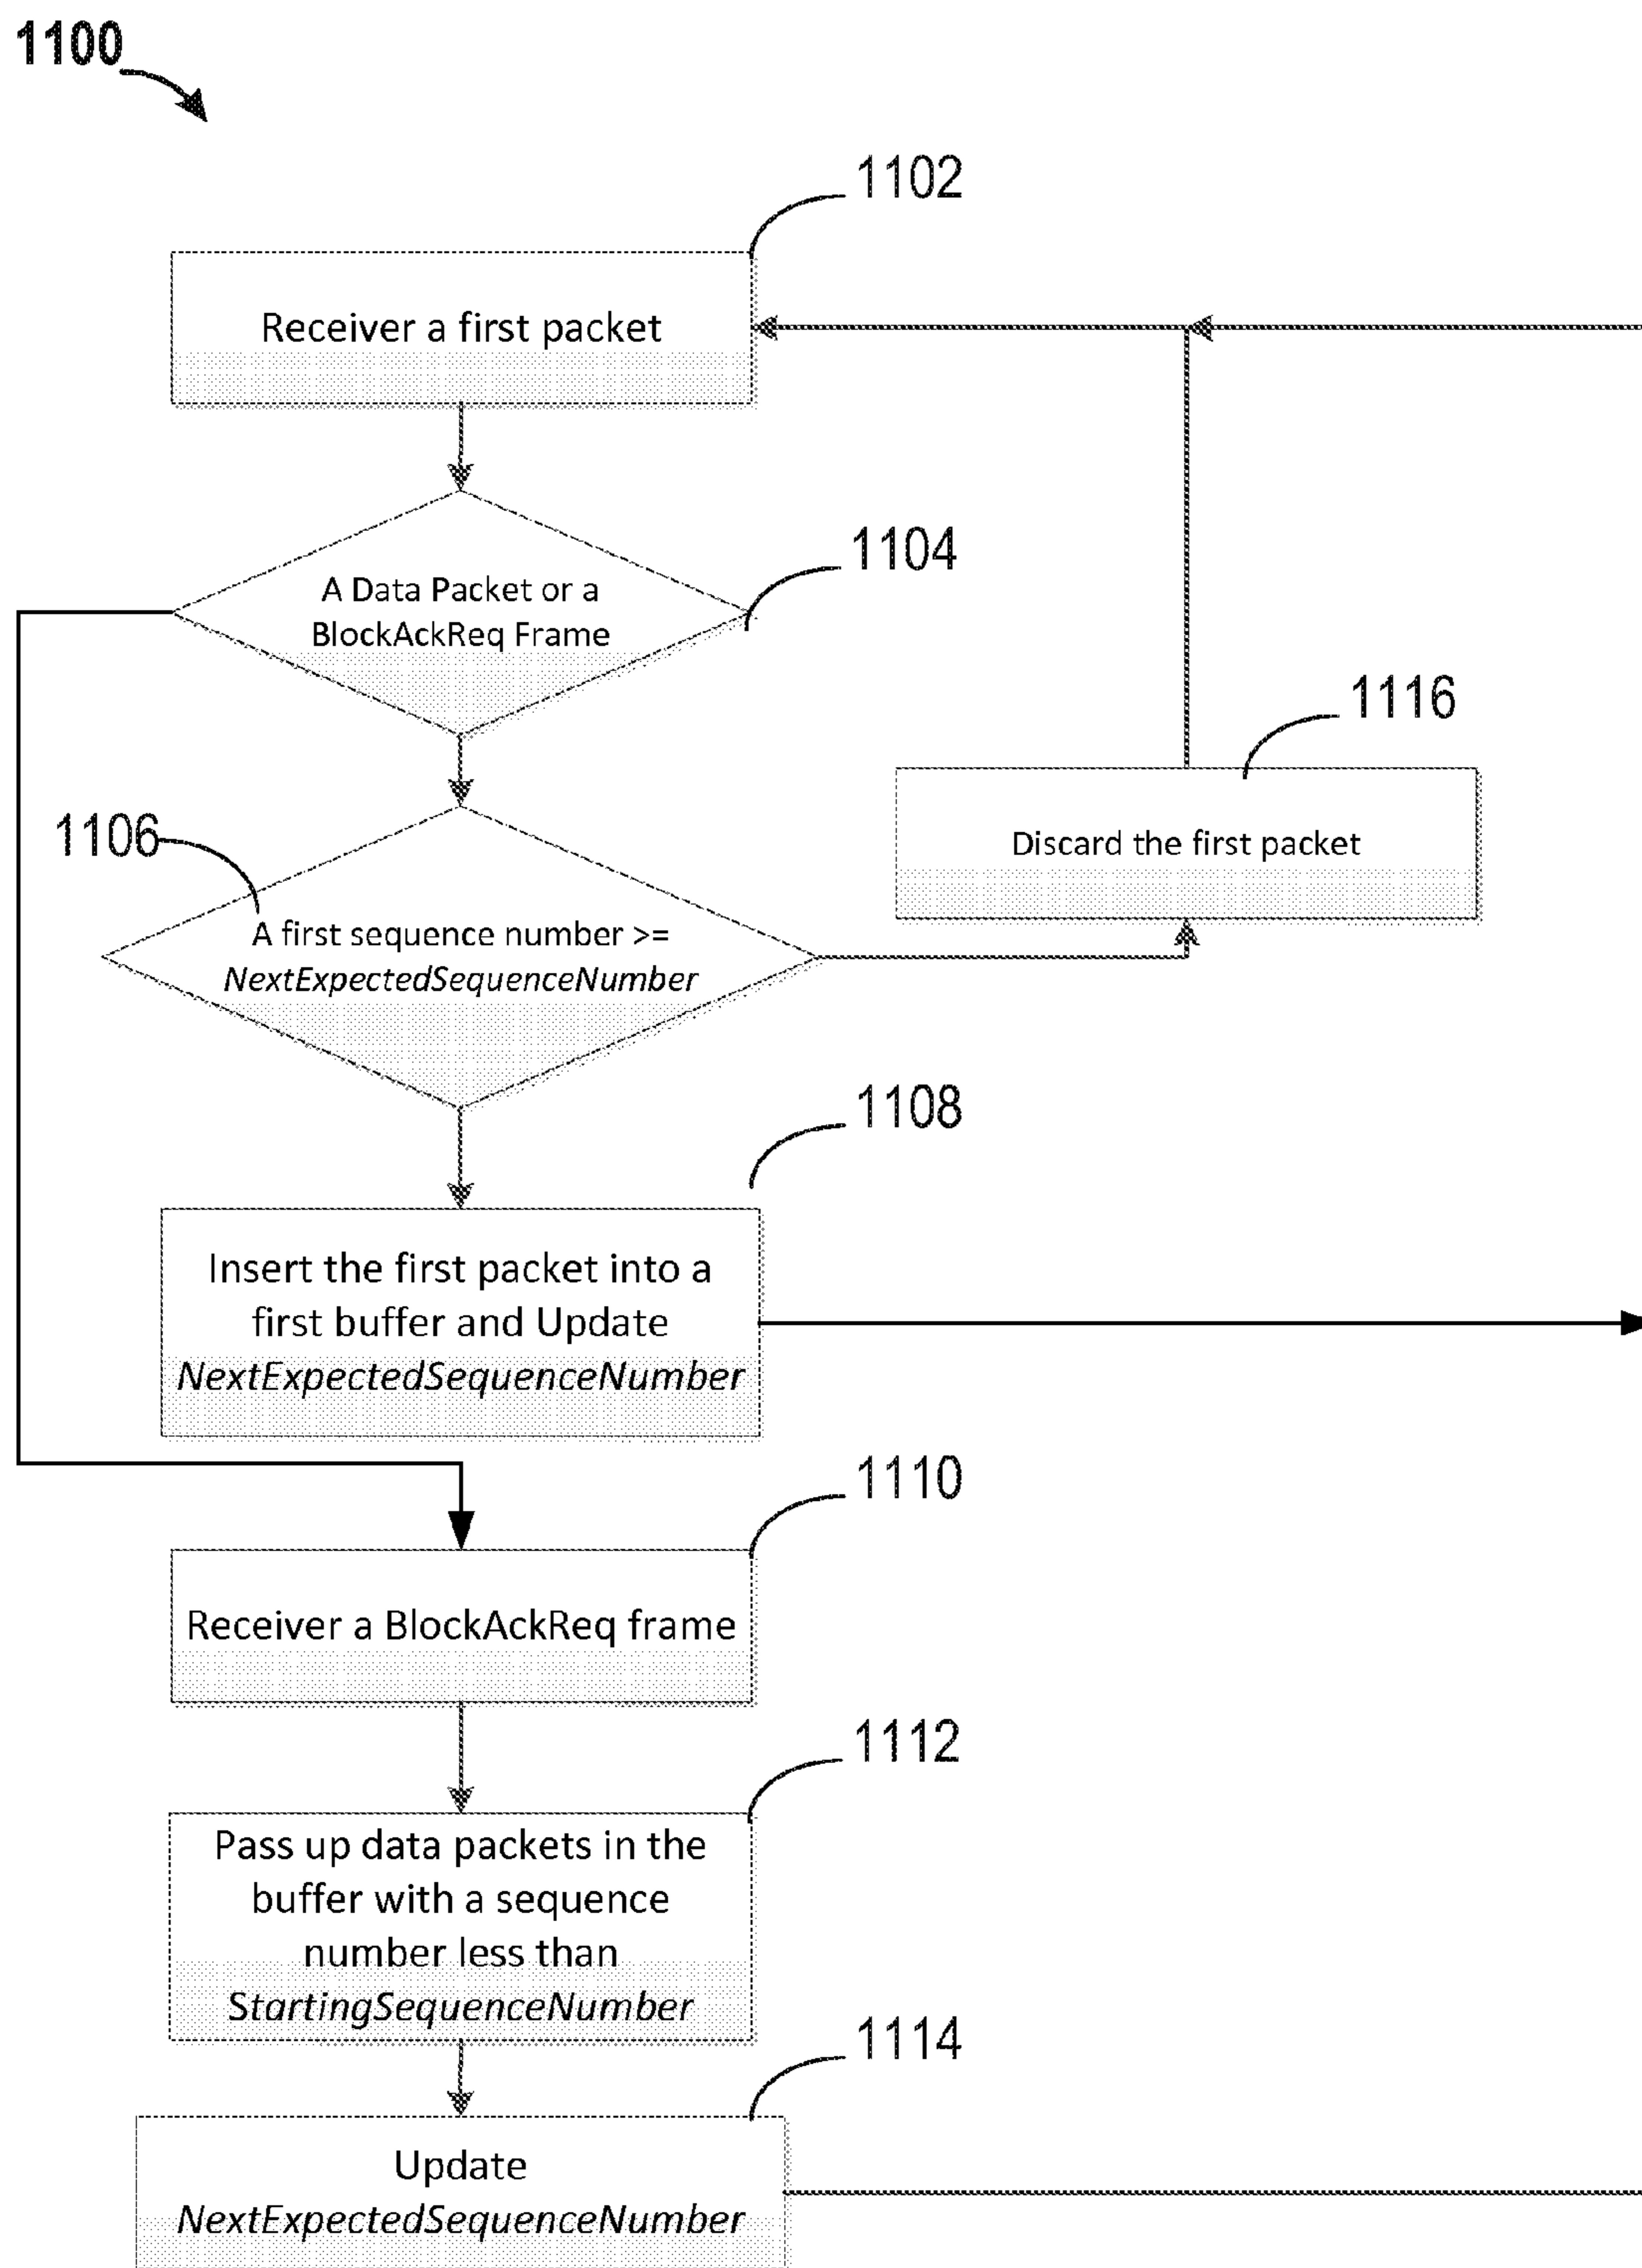 1100
1102
Receiver a first packet
1104
A Data Packet or a
BlockAckReq Frame
1116
Discard the first packet
1106
A first sequence number >=
NextExpectedSequenceNumber
1108
Insert the first packet into a
first buffer and Update
NextExpectedSequenceNumber
1110
Receiver a BlockAckReq frame
1112
Pass up data packets in the
buffer with a sequence
number less than
StartingSequenceNumber
1114
Update
NextExpectedSequenceNumber